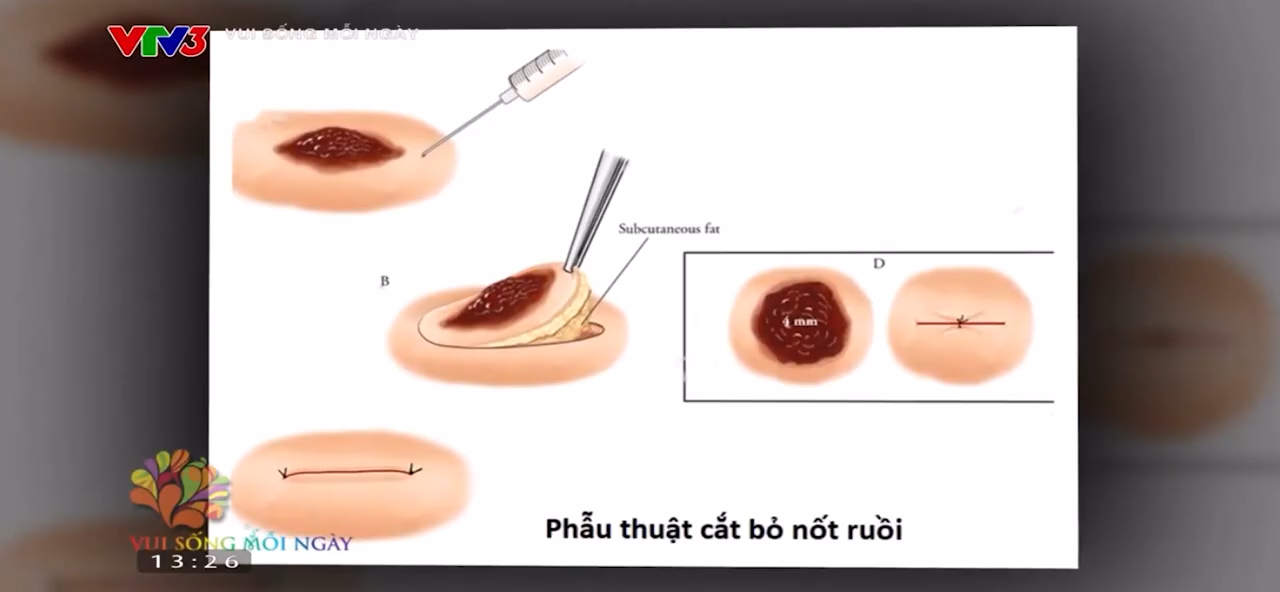 VTV3
VUI SỐNG MỖI NGÀY
Subcutaneous fat
B
D
4 mm
Phẫu thuật cắt bỏ nốt ruồi
VUI SỐNG MỖI NGÀY
13:26